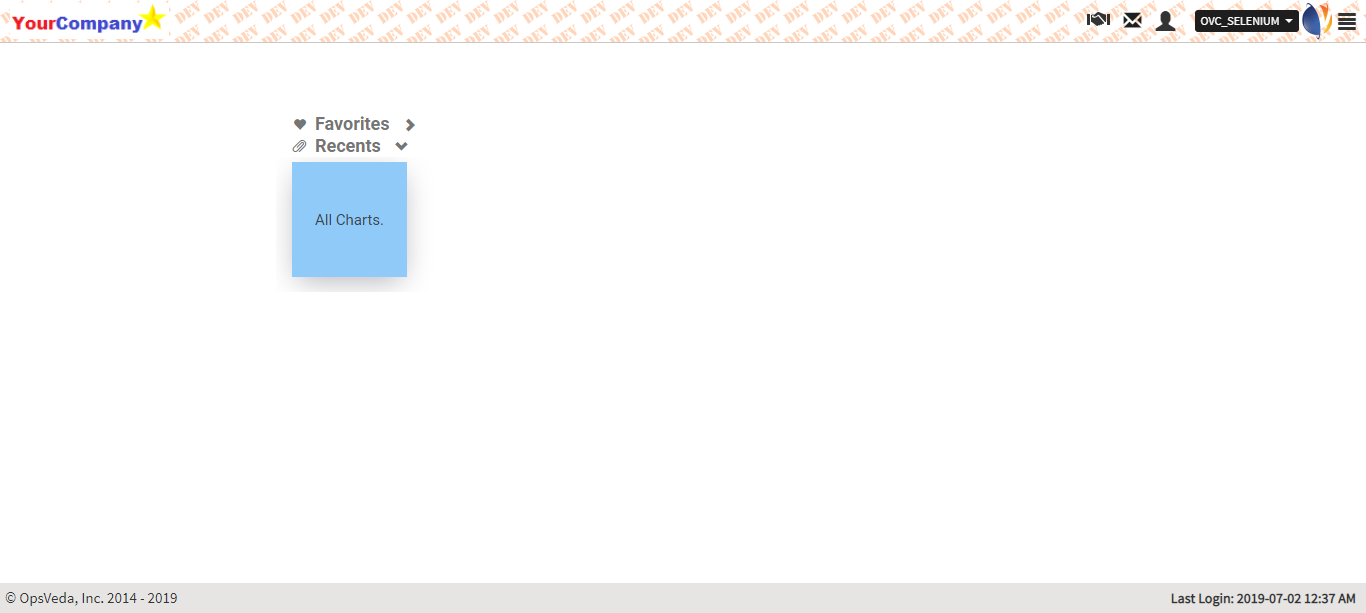 YourCompany
DEV DEV DEV DEV DEV DEV DEV DEV DEV DEV DEV DEV DEV DEV DEV DEV DEV DEV DEV DEV DEV DEV DEV DEV DEV DEV DEV DEV DEV DEV DEV
OVC_SELENIUM
Favorites
Recents
All Charts.
© OpsVeda, Inc. 2014 - 2019
Last Login: 2019-07-02 12:37 AM